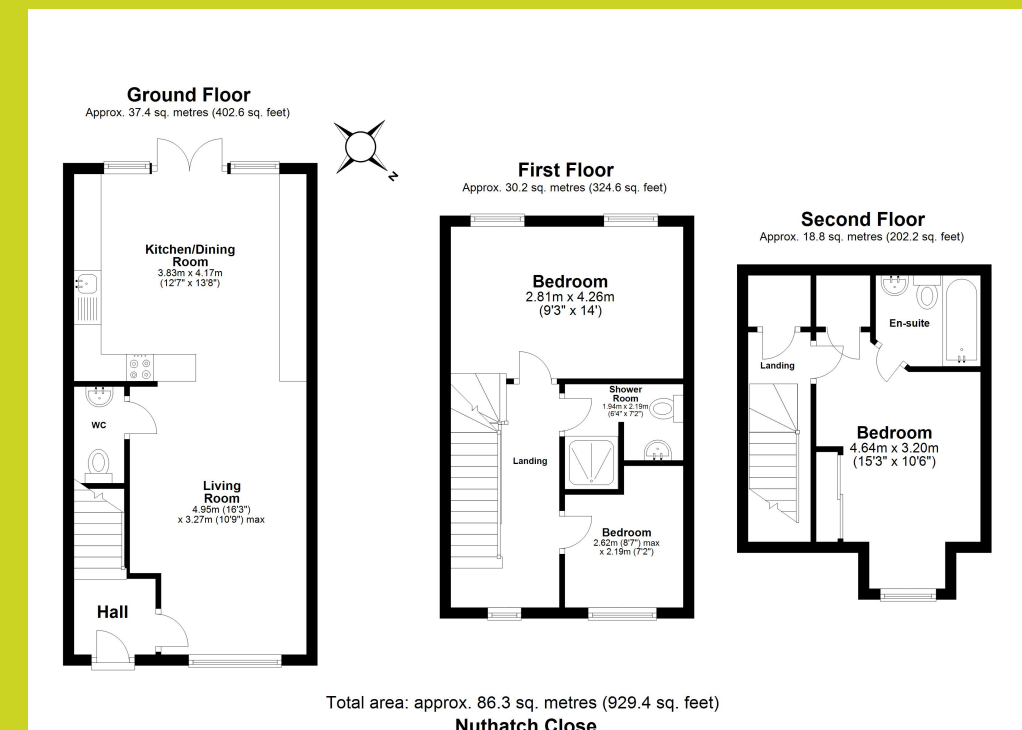 Ground Floor
Approx. 37.4 sq. metres (402.6 sq. feet)
Kitchen/Dining
Room
3.83m x 4.17m
(12'7" x 13'8")
WC
Living
Room
4.95m (16'3")
x 3.27m (10'9") max
Hall
N
First Floor
Approx. 30.2 sq. metres (324.6 sq. feet)
Bedroom
2.81m x 4.26m
(9'3" x 14')
Shower
Room
1.94m x 2.19m
(6'4" x 7'2")
Landing
Bedroom
2.62m (8'7") max
x 2.19m (7'2")
Second Floor
Approx. 18.8 sq. metres (202.2 sq. feet)
En-suite
Landing
Bedroom
4.64m x 3.20m
(15'3" x 10'6")
Total area: approx. 86.3 sq. metres (929.4 sq. feet)
Nuthatch Close